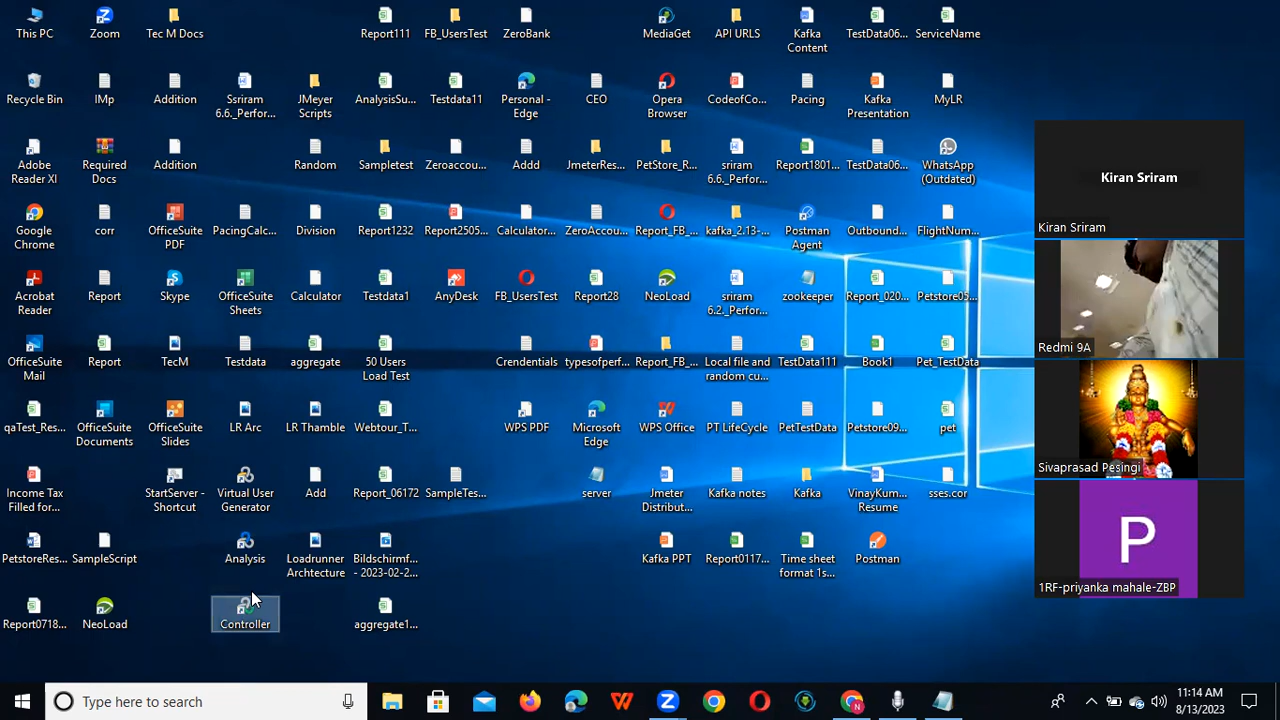 This PC
Zoom
Tec M Docs
Report111
FB_UsersTest
ZeroBank
MediaGet
API URLS
Kafka
Content
TestData06...
ServiceName
Recycle Bin
IMp
Addition
Ssriram
6.6._Perfor...
JMeyer
Scripts
AnalysisSu...
Testdata11
Personal -
Edge
CEO
Opera
Browser
CodeofCo...
Pacing
Kafka
Presentation
MyLR
Adobe
Reader XI
Required
Docs
Addition
Random
Sampletest
Zeroaccou...
Addd
JmeterRes...
PetStore_R...
sriram
6.6._Perfor...
Report1801...
TestData06...
WhatsApp
(Outdated)
Google
Chrome
corr
OfficeSuite
PDF
PacingCalc...
Division
Report1232
Report2505...
Calculator...
ZeroAccou...
Report_FB_...
kafka_2.13-...
Postman
Agent
Outbound...
FlightNum...
Acrobat
Reader
Report
Skype
OfficeSuite
Sheets
Calculator
Testdata1
AnyDesk
FB_UsersTest
Report28
NeoLoad
sriram
6.2._Perfor...
zookeeper
Report_020...
Petstore05...
OfficeSuite
Mail
Report
TecM
Testdata
aggregate
50 Users
Load Test
Crendentials
typesofperf...
Report_FB_...
Local file and
random cu...
TestData111
Book1
Pet_TestData
qaTest_Res...
OfficeSuite
Documents
OfficeSuite
Slides
LR Arc
LR Thamble
Webtour_T...
WPS PDF
Microsoft
Edge
WPS Office
PT LifeCycle
PetTestData
Petstore09...
pet
Income Tax
Filled for...
StartServer -
Shortcut
Virtual User
Generator
Add
Report_06172
SampleTes...
server
Jmeter
Distribut...
Kafka notes
Kafka
VinayKum...
Resume
sses.cor
PetstoreRes...
SampleScript
Analysis
Loadrunner
Archtecture
Bildschirmf...
- 2023-02-2...
Kafka PPT
Report0117...
Time sheet
format 1s...
Postman
Report0718...
NeoLoad
Controller
aggregate1...
Kiran Sriram
Kiran Sriram
Redmi 9A
Sivaprasad Pesingi
P
1RF-priyanka mahale-ZBP
Type here to search
11:14 AM
8/13/2023